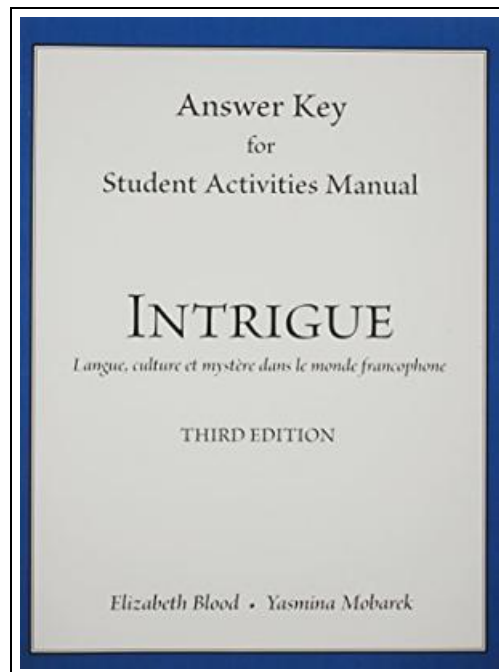 Answer Key
for
Student Activities Manual
INTRIGUE
Langue, culture et mystère dans le monde francophone
THIRD EDITION
Elizabeth Blood • Yasmina Mobarek